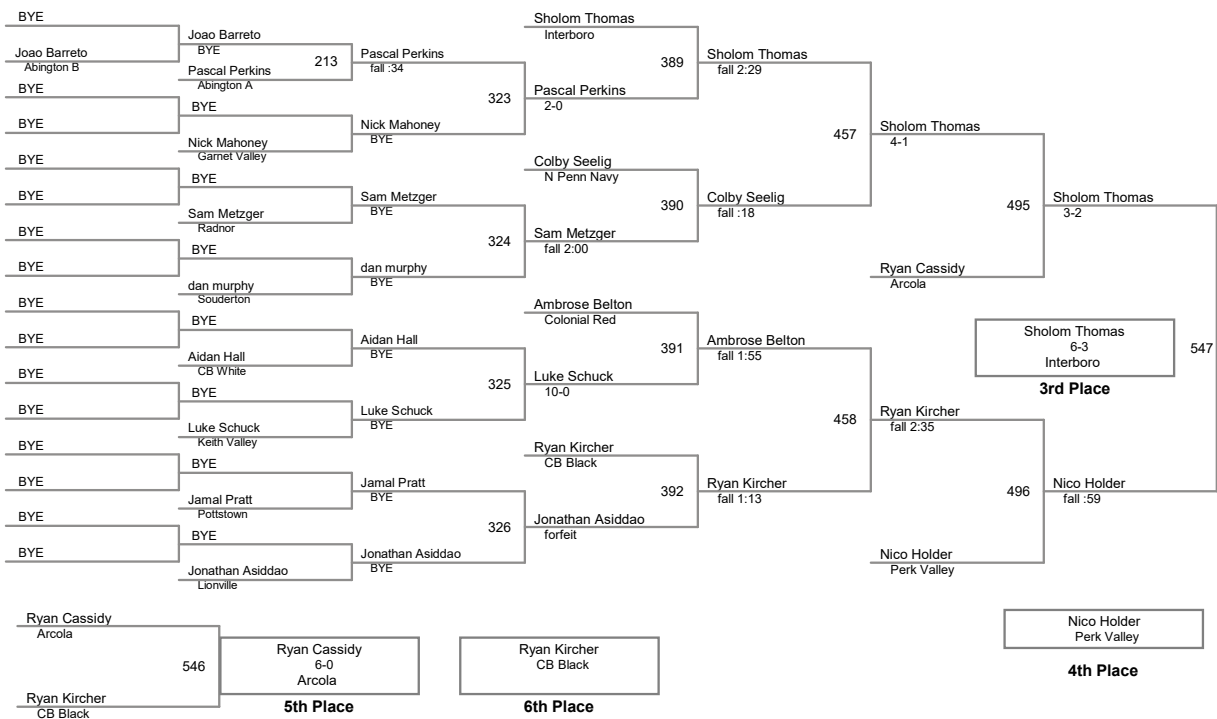 BYE
Joao Barreto
Abington B
BYE
BYE
BYE
BYE
BYE
BYE
BYE
BYE
BYE
BYE
BYE
BYE
BYE
BYE
Joao Barreto
BYE
Pascal Perkins
Abington A
213
BYE
Nick Mahoney
Garnet Valley
BYE
Sam Metzger
Radnor
BYE
dan murphy
Souderton
BYE
Aidan Hall
CB White
BYE
Luke Schuck
Keith Valley
BYE
Jamal Pratt
Pottstown
BYE
Jonathan Asiddao
Lionville
Pascal Perkins
fall :34
323
Nick Mahoney
BYE
Sam Metzger
BYE
324
dan murphy
BYE
Aidan Hall
BYE
325
Luke Schuck
BYE
Jamal Pratt
BYE
326
Jonathan Asiddao
BYE
Sholom Thomas
Interboro
389
Pascal Perkins
2-0
Colby Seelig
N Penn Navy
390
Sam Metzger
fall 2:00
Ambrose Belton
Colonial Red
391
Luke Schuck
10-0
Ryan Kircher
CB Black
392
Jonathan Asiddao
forfeit
Sholom Thomas
fall 2:29
457
Colby Seelig
fall :18
Ambrose Belton
fall 1:55
458
Ryan Kircher
fall 1:13
Sholom Thomas
4-1
495
Ryan Cassidy
Arcola
Ryan Kircher
fall 2:35
496
Nico Holder
Perk Valley
Sholom Thomas
3-2
547
Nico Holder
fall :59
Sholom Thomas
6-3
Interboro
3rd Place
Nico Holder
Perk Valley
4th Place
Ryan Cassidy
Arcola
546
Ryan Kircher
CB Black
Ryan Cassidy
6-0
Arcola
5th Place
Ryan Kircher
CB Black
6th Place